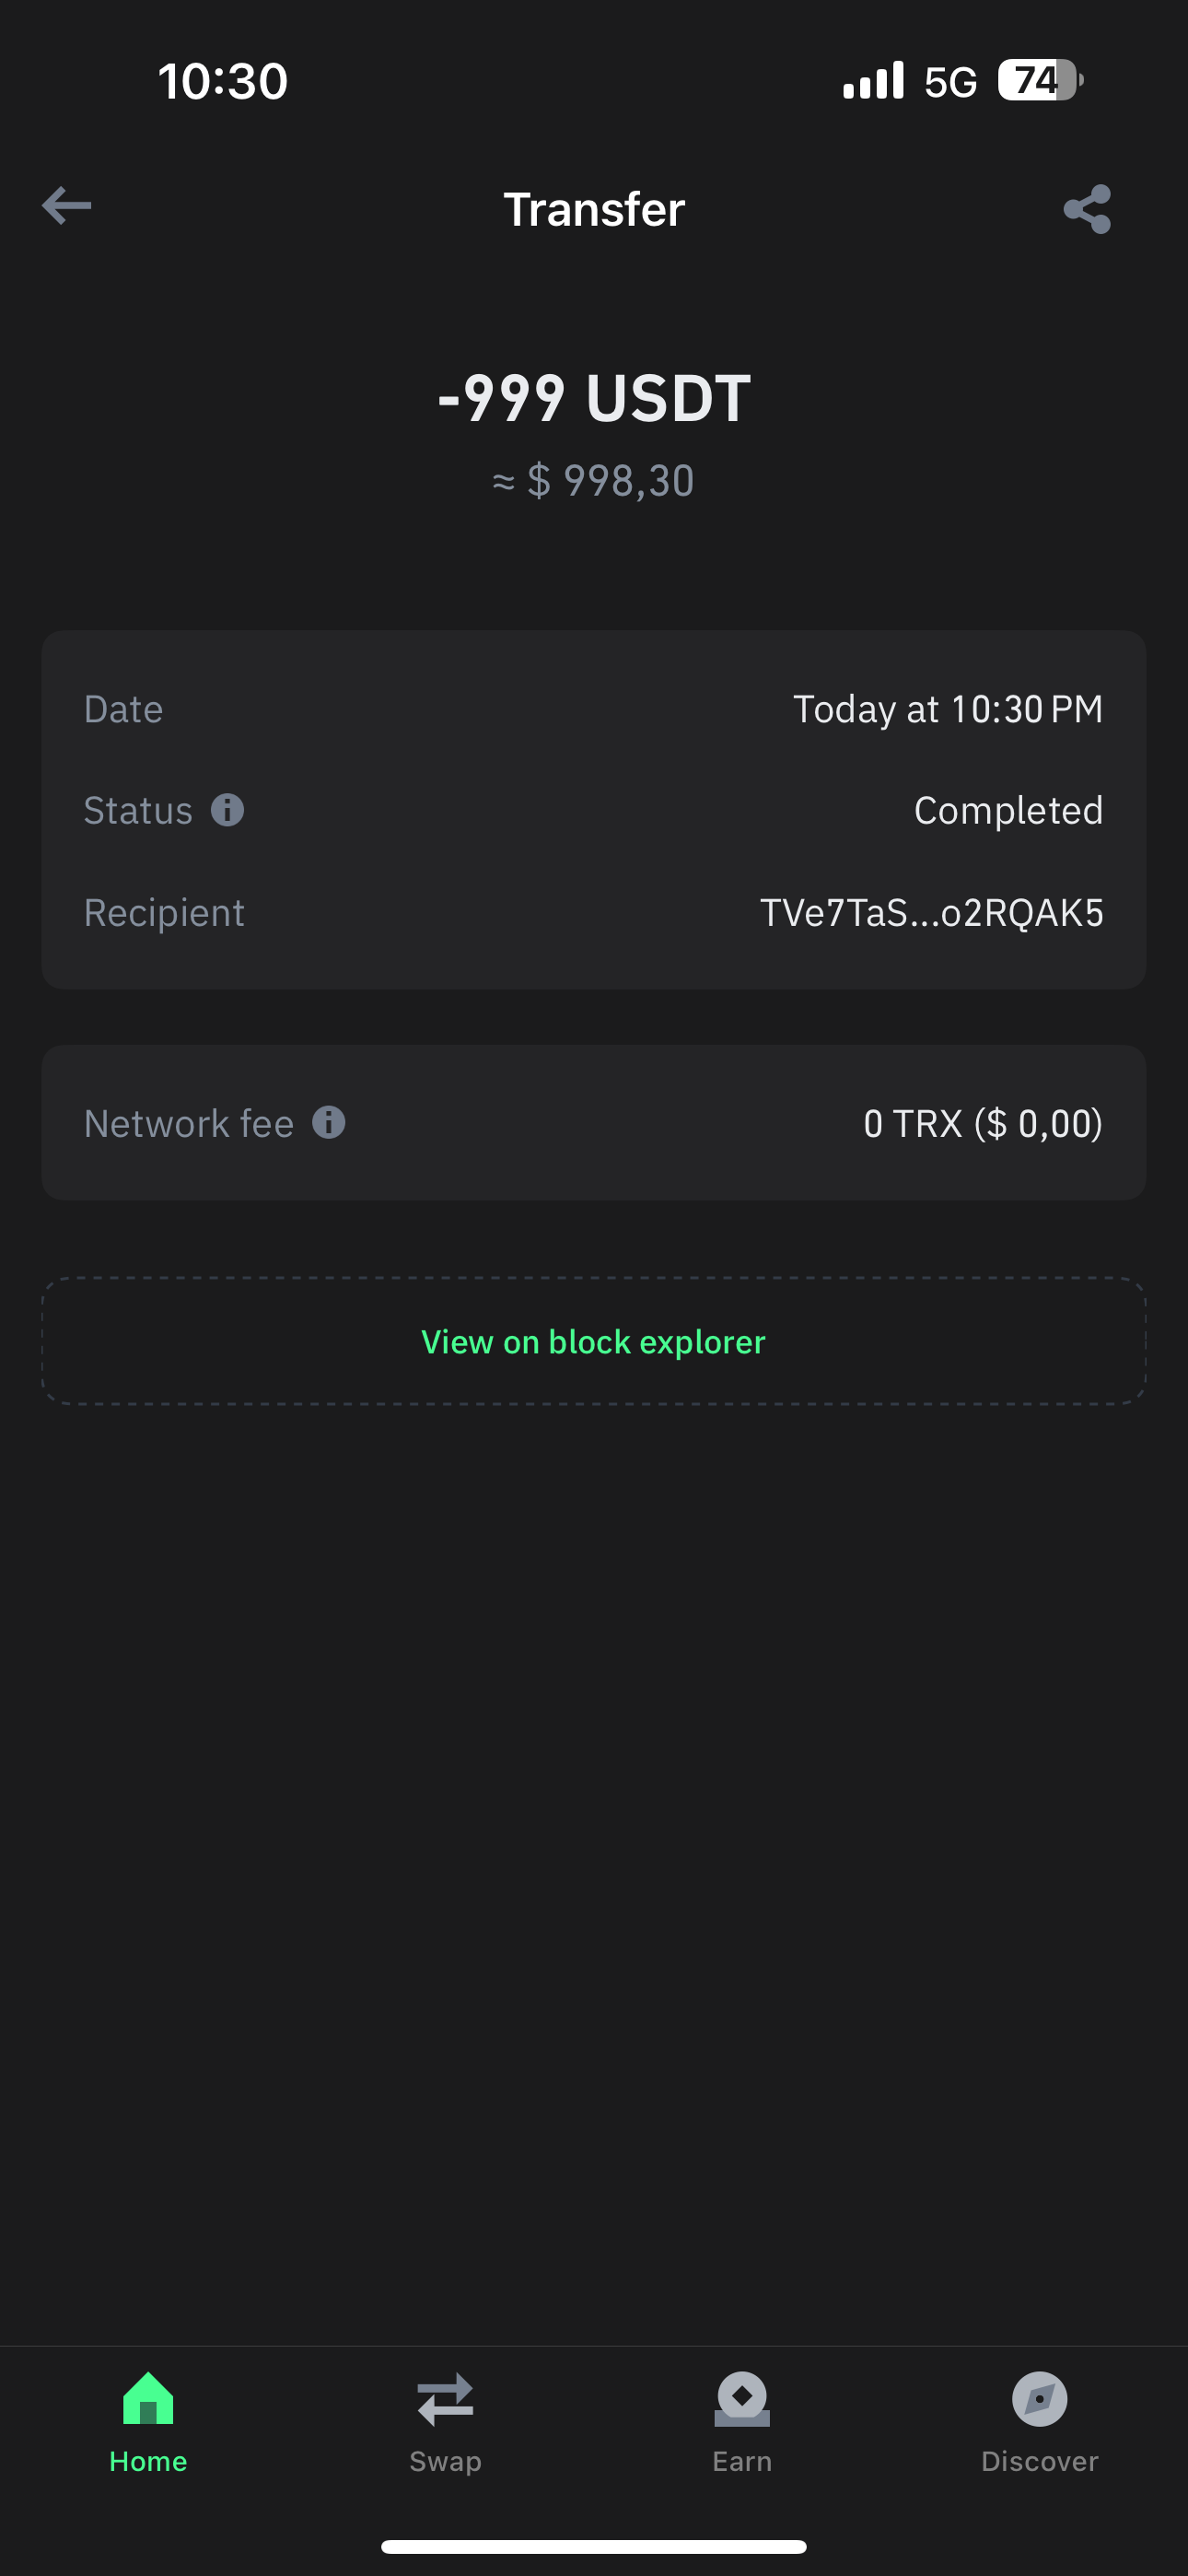 10:30 5G 74
Transfer
-999 USDT
≈ $ 998,30
Date Today at 10:30 PM
Status Completed
Recipient TVe7TaS...o2RQAK5
Network fee 0 TRX ($ 0,00)
View on block explorer
Home Swap Earn Discover